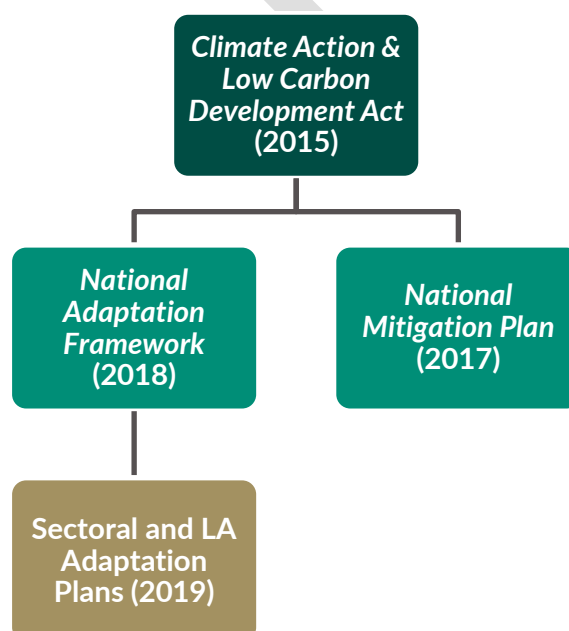 Climate Action &
Low Carbon
Development Act
(2015)
National
Adaptation
Framework
(2018)
National
Mitigation Plan
(2017)
Sectoral and LA
Adaptation
Plans (2019)